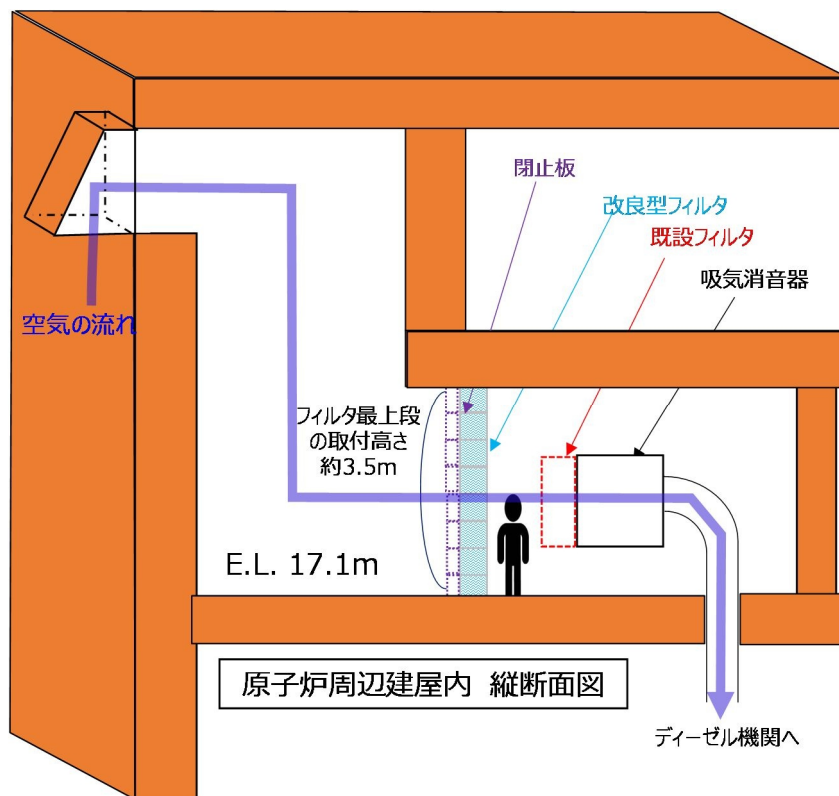 閉止板
改良型フィルタ
既設フィルタ
吸気消音器
空気の流れ
フィルタ最上段
の取付高さ
約3.5m
E.L. 17.1m
原子炉周辺建屋内 縦断面図
ディーゼル機関へ